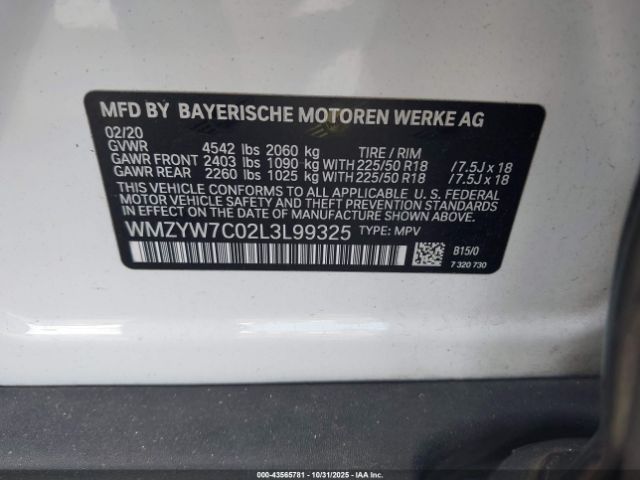 MFD BY BAYERISCHE MOTOREN WERKE AG
02/20
GVWR 4542 lbs 2060 kg TIRE / RIM
GAWR FRONT 2403 lbs 1090 kg WITH 225/50 R18 /7.5J x 18
GAWR REAR 2260 lbs 1025 kg WITH 225/50 R18 /7.5J x 18
THIS VEHICLE CONFORMS TO ALL APPLICABLE U. S. FEDERAL
MOTOR VEHICLE SAFETY, BUMPER, AND THEFT PREVENTION
STANDARDS IN EFFECT ON THE DATE OF MANUFACTURE SHOWN ABOVE.
WMZYW7C02L3L99325 TYPE: MPV
B15/0
7 320 730
000-43565781 - 10/31/2025 - IAAI.com